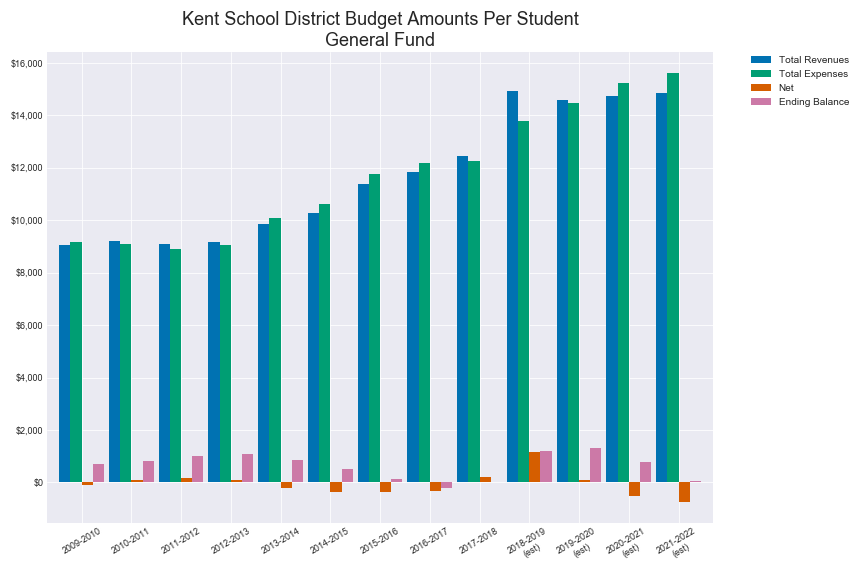 Kent School District Budget Amounts Per Student
General Fund
Total Revenues
Total Expenses
Net
Ending Balance
$16,000
$14,000
$12,000
$10,000
$8,000
$6,000
$4,000
$2,000
$0
2009-2010
2010-2011
2011-2012
2012-2013
2013-2014
2014-2015
2015-2016
2016-2017
2017-2018
2018-2019
(est)
2019-2020
(est)
2020-2021
(est)
2021-2022
(est)